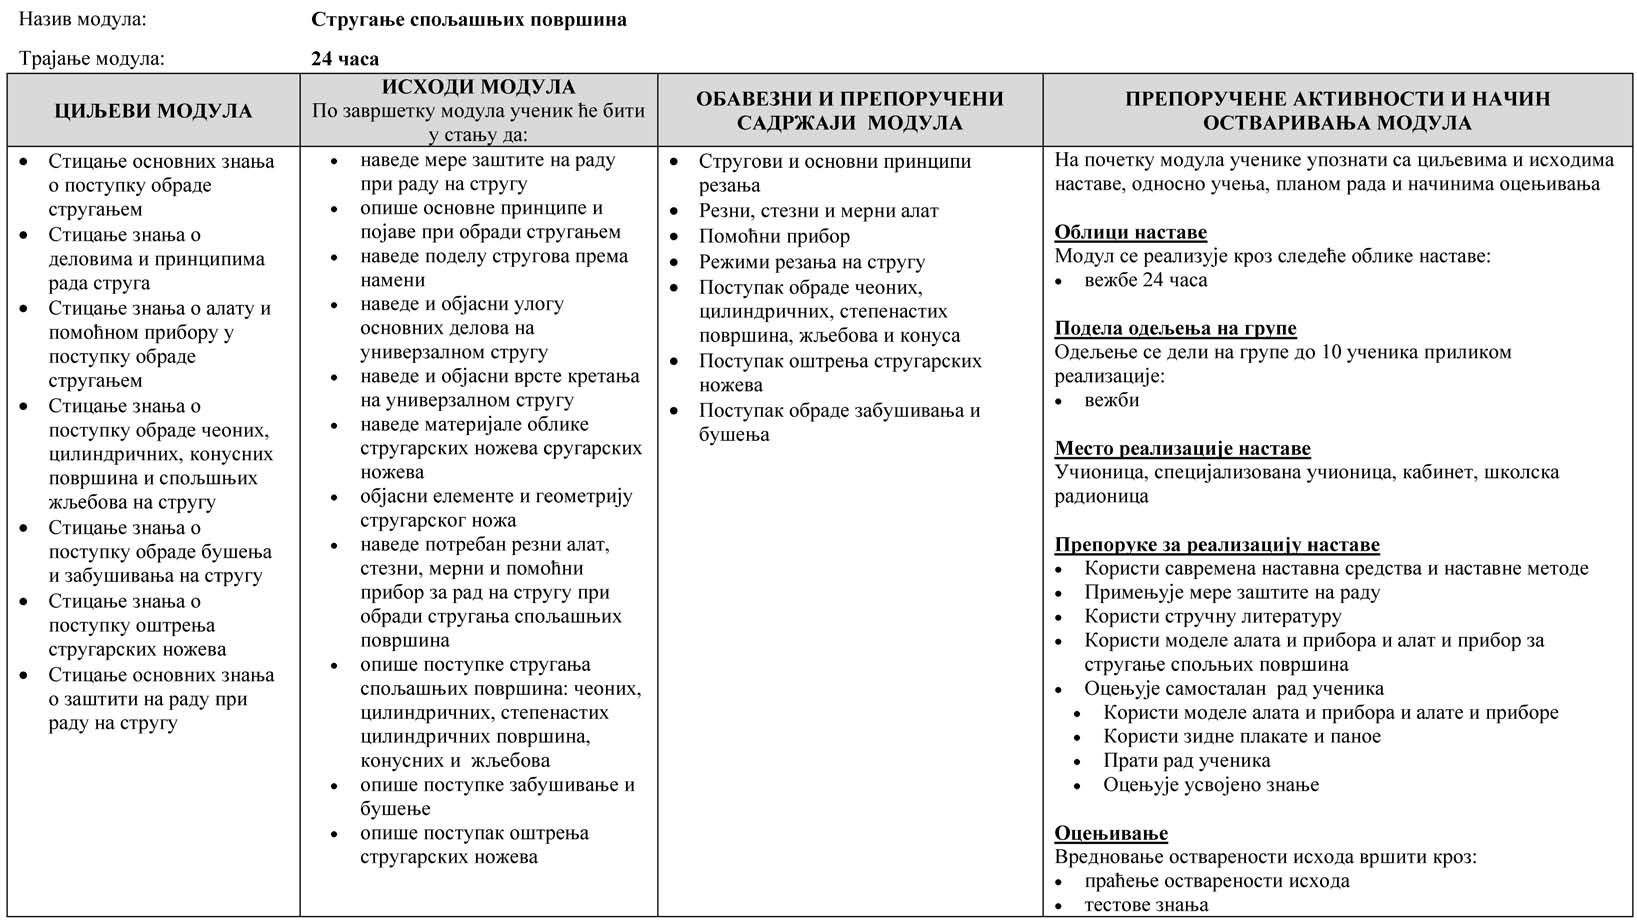 Назив модула: Стругање спољашњих површина
Трајање модула: 24 часа
ЦИЉЕВИ МОДУЛА
ИСХОДИ МОДУЛА
По завршетку модула ученик ће бити
у стању да:
ОБАВЕЗНИ И ПРЕПОРУЧЕНИ
САДРЖАЈИ МОДУЛА
ПРЕПОРУЧЕНЕ АКТИВНОСТИ И НАЧИН
ОСТВАРИВАЊА МОДУЛА
• Стицање основних знања
о поступку обраде
стругањем
• Стицање знања о
деловима и принципима
рада струга
• Стицање знања о алату и
помоћном прибору у
поступку обраде
стругањем
• Стицање знања о
поступку обраде чеоних,
цилиндричних, конусних
површина и спољшњих
жљебова на стругу
• Стицање знања о
поступку обраде бушења
и забушивања на стругу
• Стицање знања о
поступку оштрења
стругарских ножева
• Стицање основних знања
о заштити на раду при
раду на стругу
• наведе мере заштите на раду
при раду на стругу
• опише основне принципе и
појаве при обради стругањем
• наведе поделу стругова према
намени
• наведе и објасни улогу
основних делова на
универзалном стругу
• наведе и објасни врсте кретања
на универзалном стругу
• наведе материјале облике
стругарских ножева сругарских
ножева
• објасни елементе и геометрију
стругарског ножа
• наведе потребан резни алат,
стезни, мерни и помоћни
прибор за рад на стругу при
обради стругања спољашњих
површина
• опише поступке стругања
спољашњих површина: чеоних,
цилиндричних, степенастих
цилиндричних површина,
конусних и жљебова
• опише поступке забушивање и
бушење
• опише поступак оштрења
стругарских ножева
• Стругови и основни принципи
резања
• Резни, стезни и мерни алат
• Помоћни прибор
• Режими резања на стругу
• Поступак обраде чеоних,
цилиндричних, степенастих
површина, жљебова и конуса
• Поступак оштрења стругарских
ножева
• Поступак обраде забушивања и
бушења
На почетку модула ученике упознати са циљевима и исходима
наставе, односно учења, планом рада и начинима оцењивања
Облици наставе
Модул се реализује кроз следеће облике наставе:
• вежбе 24 часа
Подела одељења на групе
Одељење се дели на групе до 10 ученика приликом
реализације:
• вежби
Место реализације наставе
Учионица, специјализована учионица, кабинет, школска
радионица
Препоруке за реализацију наставе
• Користи савремена наставна средства и наставне методе
• Примењује мере заштите на раду
• Користи стручну литературу
• Користи моделе алата и прибора и алат и прибор за
стругање спољних површина
• Оцењује самосталан рад ученика
• Користи моделе алата и прибора и алате и приборе
• Користи зидне плакате и паное
• Прати рад ученика
• Оцењује усвојено знање
Оцењивање
Вредновање остварености исхода вршити кроз:
• праћење остварености исхода
• тестове знања